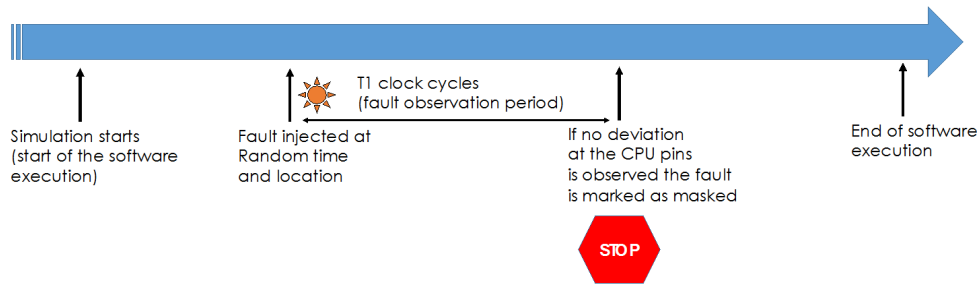 T1 clock cycles
(fault observation period)
Simulation starts
(start of the software
execution)
Fault injected at
Random time
and location
If no deviation
at the CPU pins
is observed the fault
is marked as masked
End of software
execution
STOP